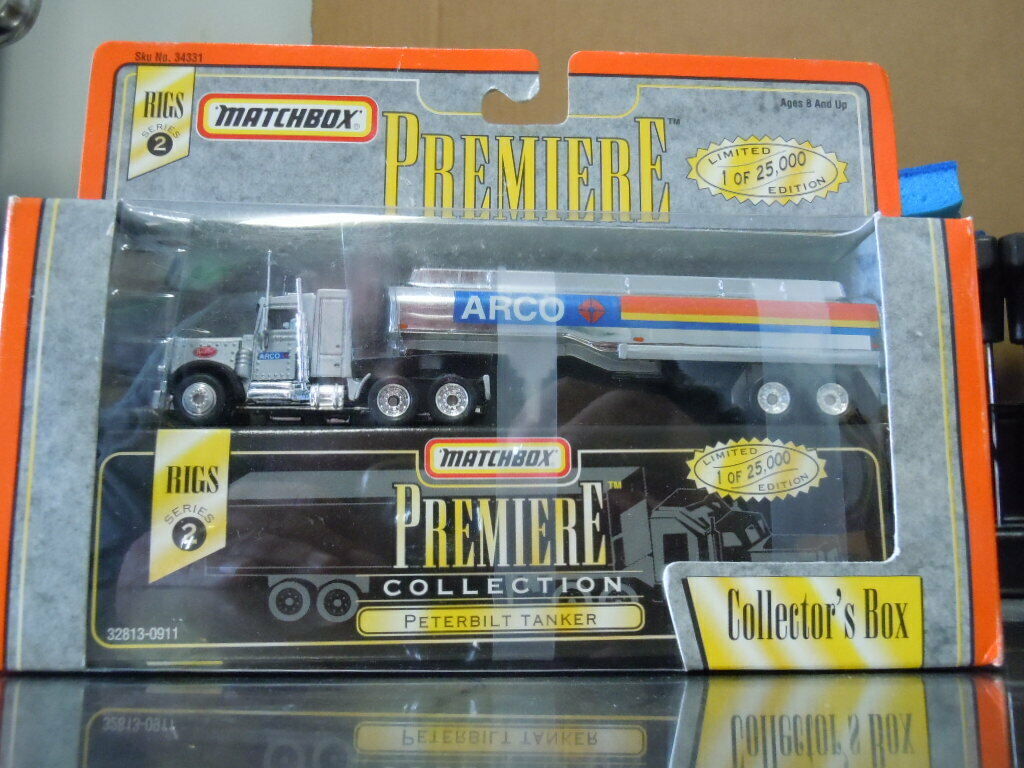 Sku No. 34331
RIGS
SERIES
2
MATCHBOX®
PREMIERE™
Ages 8 And Up
LIMITED
1 OF 25,000
EDITION
ARCO
ARCO
RIGS
SERIES
2
MATCHBOX
PREMIERE™
COLLECTION
PETERBILT TANKER
LIMITED
1 OF 25,000
EDITION
32813-0911
Collector's Box